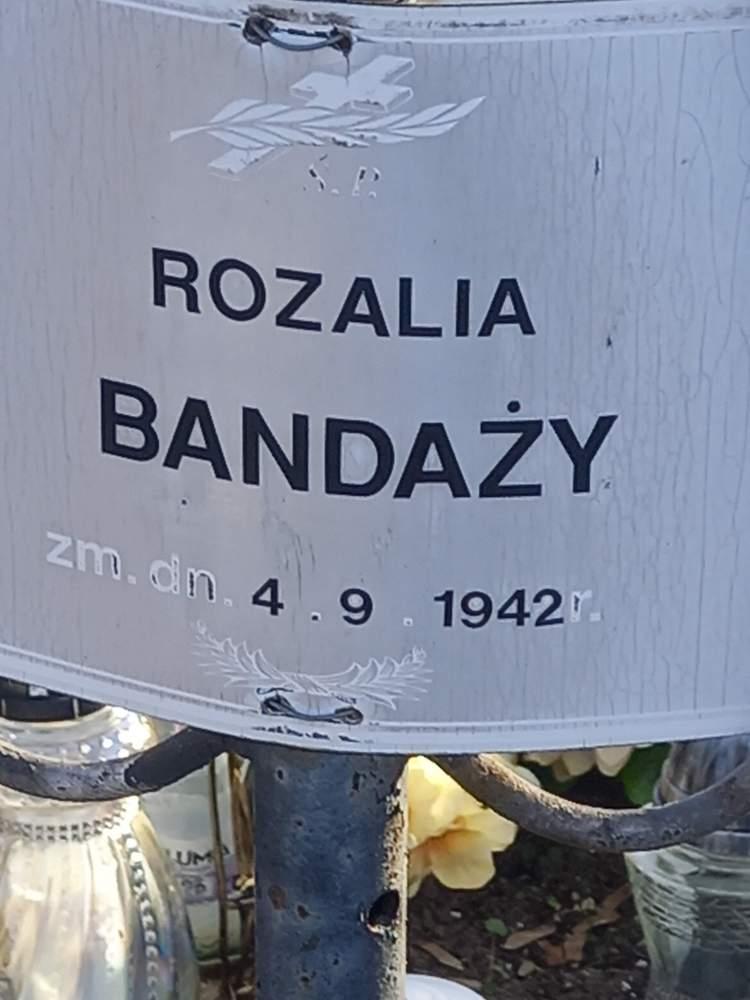 Ś.P.
ROZALIA
BANDAŻY
zm. dn. 4.9.1942r.